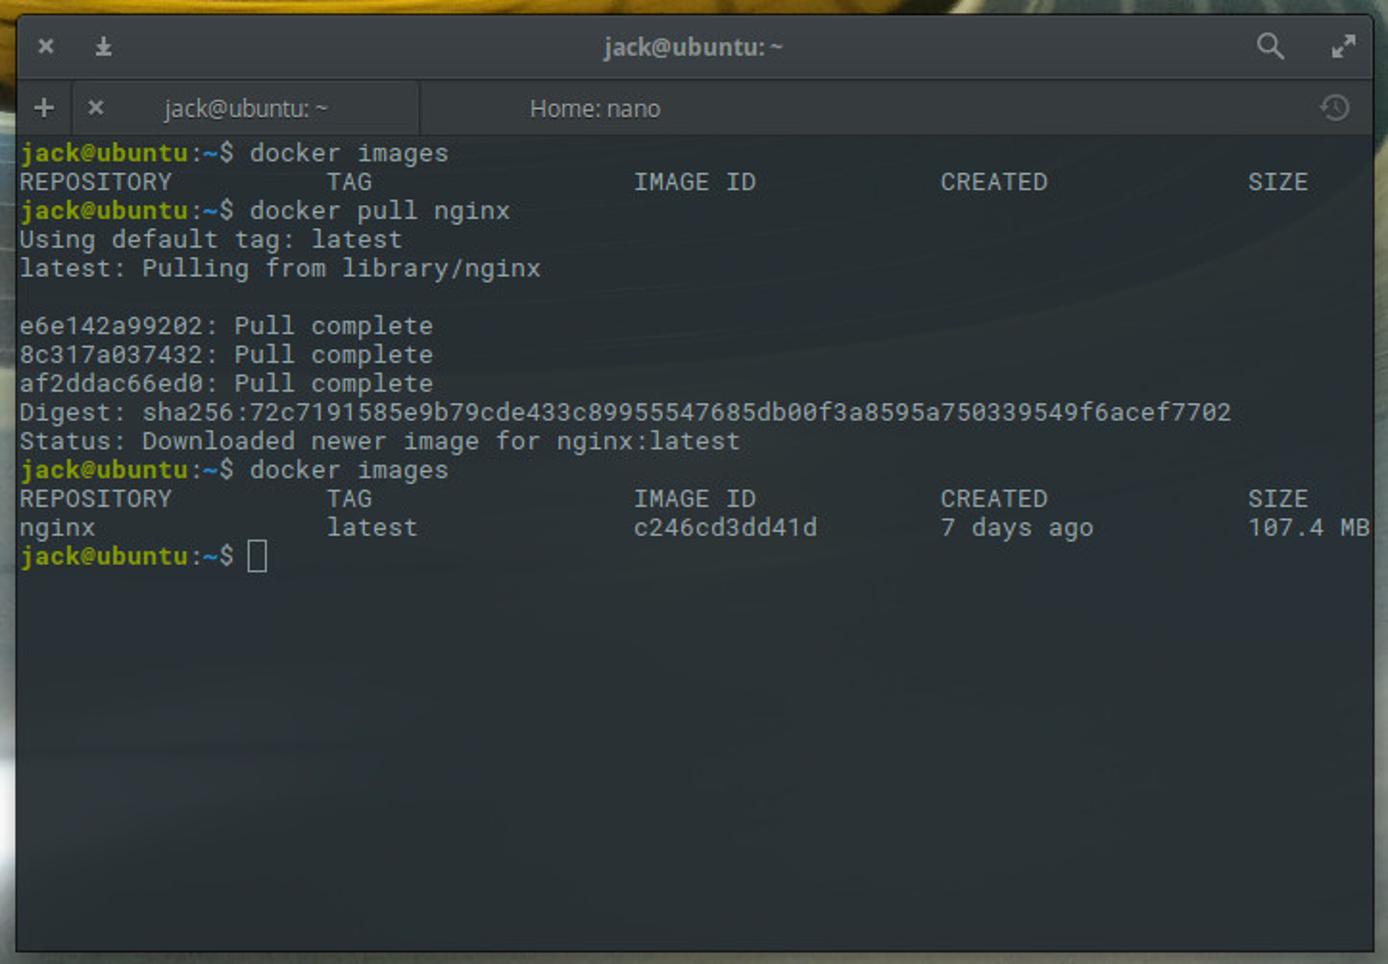 jack@ubuntu: ~
jack@ubuntu: ~ Home: nano
jack@ubuntu:~$ docker images
REPOSITORY TAG IMAGE ID CREATED SIZE
jack@ubuntu:~$ docker pull nginx
Using default tag: latest
latest: Pulling from library/nginx
e6e142a99202: Pull complete
8c317a037432: Pull complete
af2ddac66ed0: Pull complete
Digest: sha256:72c7191585e9b79cde433c89955547685db00f3a8595a750339549f6acef7702
Status: Downloaded newer image for nginx:latest
jack@ubuntu:~$ docker images
REPOSITORY TAG IMAGE ID CREATED SIZE
nginx latest c246cd3dd41d 7 days ago 107.4 MB
jack@ubuntu:~$